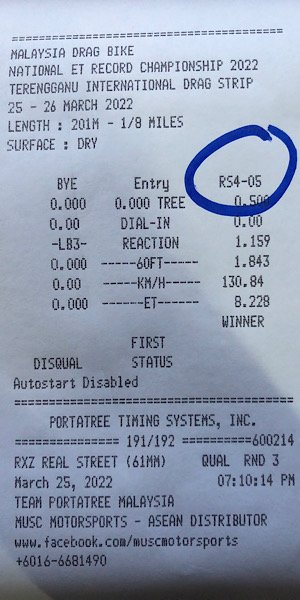 ==========================================
MALAYSIA DRAG BIKE
NATIONAL ET RECORD CHAMPIONSHIP 2022
TERENGGANU INTERNATIONAL DRAG STRIP
25 - 26 MARCH 2022
LENGTH : 201M - 1/8 MILES
SURFACE : DRY
BYE Entry RS4-05
0.000 0.000 TREE 0.500
0.00 DIAL-IN 0.00
-LB3- REACTION 1.159
0.000 -----60FT----- 1.843
0.00 -----KM/H----- 130.84
0.000 ------ET------ 8.228
WINNER
FIRST
DISQUAL STATUS
Autostart Disabled
==========================================
PORTATREE TIMING SYSTEMS, INC.
=============== 191/192 ==========600214
RXZ REAL STREET (61MM) QUAL RND 3
March 25, 2022 07:10:14 PM
TEAM PORTATREE MALAYSIA
MUSC MOTORSPORTS - ASEAN DISTRIBUTOR
www.facebook.com/muscmotorsports
+6016-6681490
==========================================